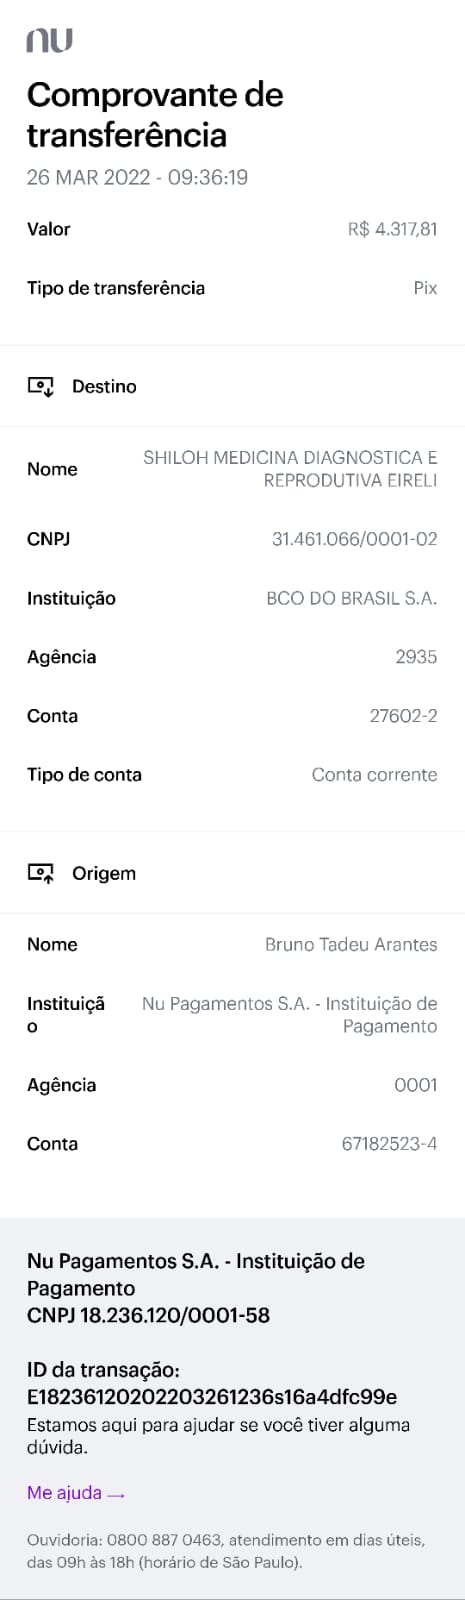 nu
Comprovante de
transferência
26 MAR 2022 - 09:36:19
Valor R$ 4.317,81
Tipo de transferência Pix
Destino
Nome SHILOH MEDICINA DIAGNOSTICA E
REPRODUTIVA EIRELI
CNPJ 31.461.066/0001-02
Instituição BCO DO BRASIL S.A.
Agência 2935
Conta 27602-2
Tipo de conta Conta corrente
Origem
Nome Bruno Tadeu Arantes
Instituiçã Nu Pagamentos S.A. - Instituição de
o Pagamento
Agência 0001
Conta 67182523-4
Nu Pagamentos S.A. - Instituição de
Pagamento
CNPJ 18.236.120/0001-58
ID da transação:
E18236120202203261236s16a4dfc99e
Estamos aqui para ajudar se você tiver alguma
dúvida.
Me ajuda →
Ouvidoria: 0800 887 0463, atendimento em dias úteis,
das 09h às 18h (horário de São Paulo).